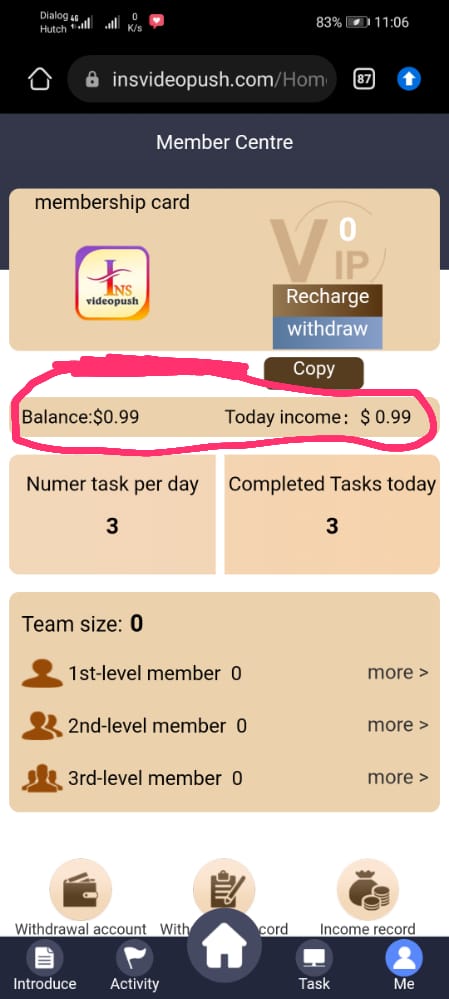 Dialog 4G
Hutch
0
K/s
83% 11:06
insvideopush.com/Hom
87
Member Centre
membership card
INS
videopush
V 0
IP
Recharge
withdraw
Copy
Balance:$0.99 Today income: $ 0.99
Numer task per day Completed Tasks today
3 3
Team size: 0
1st-level member 0 more >
2nd-level member 0 more >
3rd-level member 0 more >
Withdrawal account With cord Income record
Introduce Activity Task Me